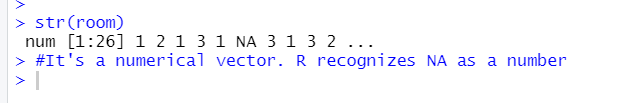 >
> str(room)
num [1:26] 1 2 1 3 1 NA 3 1 3 2 ...
> #It's a numerical vector. R recognizes NA as a number
>